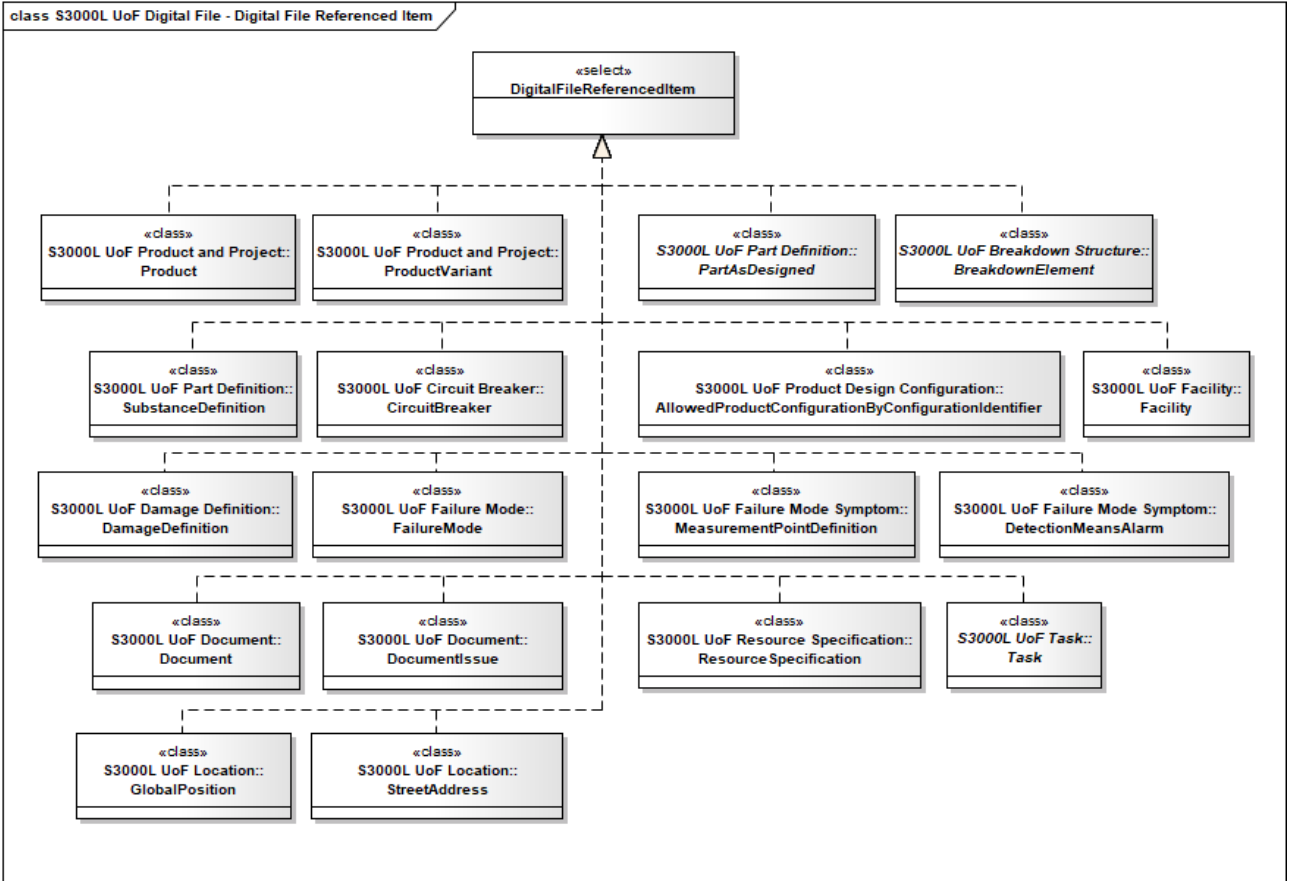 class S3000L UoF Digital File - Digital File Referenced Item
«select»
DigitalFileReferencedItem
«class»
S3000L UoF Product and Project::
Product
«class»
S3000L UoF Product and Project::
ProductVariant
«class»
S3000L UoF Part Definition::
PartAsDesigned
«class»
S3000L UoF Breakdown Structure::
BreakdownElement
«class»
S3000L UoF Part Definition::
SubstanceDefinition
«class»
S3000L UoF Circuit Breaker::
CircuitBreaker
«class»
S3000L UoF Product Design Configuration::
AllowedProductConfigurationByConfigurationIdentifier
«class»
S3000L UoF Facility::
Facility
«class»
S3000L UoF Damage Definition::
DamageDefinition
«class»
S3000L UoF Failure Mode::
FailureMode
«class»
S3000L UoF Failure Mode Symptom::
MeasurementPointDefinition
«class»
S3000L UoF Failure Mode Symptom::
DetectionMeansAlarm
«class»
S3000L UoF Document::
Document
«class»
S3000L UoF Document::
DocumentIssue
«class»
S3000L UoF Resource Specification::
ResourceSpecification
«class»
S3000L UoF Task::
Task
«class»
S3000L UoF Location::
GlobalPosition
«class»
S3000L UoF Location::
StreetAddress